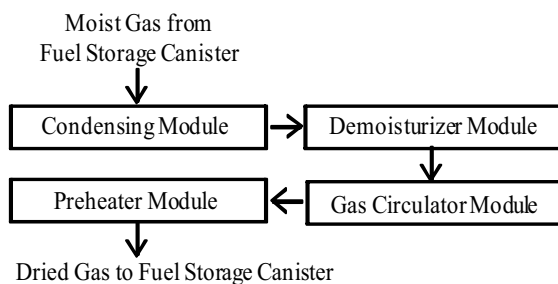 Moist Gas from
Fuel Storage Canister
Condensing Module
Demoisturizer Module
Preheater Module
Gas Circulator Module
Dried Gas to Fuel Storage Canister